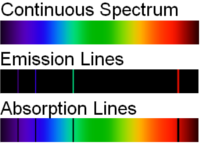 Continuous Spectrum
Emission Lines
Absorption Lines